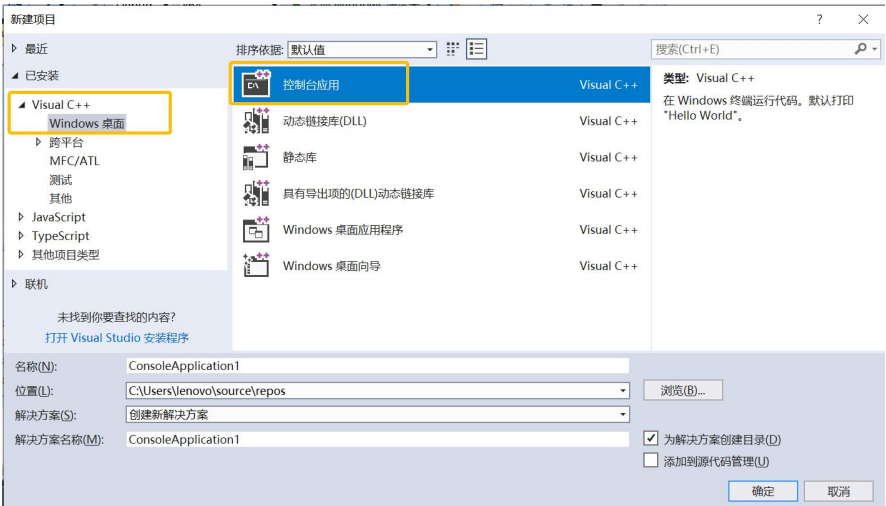 新建项目
? ×
▷ 最近
排序依据: 默认值
搜索(Ctrl+E)
◢ 已安装
◢ Visual C++
Windows 桌面
▷ 跨平台
MFC/ATL
测试
其他
▷ JavaScript
▷ TypeScript
▷ 其他项目类型
▷ 联机
未找到你要查找的内容?
打开 Visual Studio 安装程序
控制台应用 Visual C++
动态链接库(DLL) Visual C++
静态库 Visual C++
具有导出项的(DLL)动态链接库 Visual C++
Windows 桌面应用程序 Visual C++
Windows 桌面向导 Visual C++
类型: Visual C++
在 Windows 终端运行代码。默认打印
"Hello World"。
名称(N): ConsoleApplication1
位置(L): C:\Users\lenovo\source\repos 浏览(B)...
解决方案(S): 创建新解决方案
解决方案名称(M): ConsoleApplication1
为解决方案创建目录(D)
添加到源代码管理(U)
确定 取消